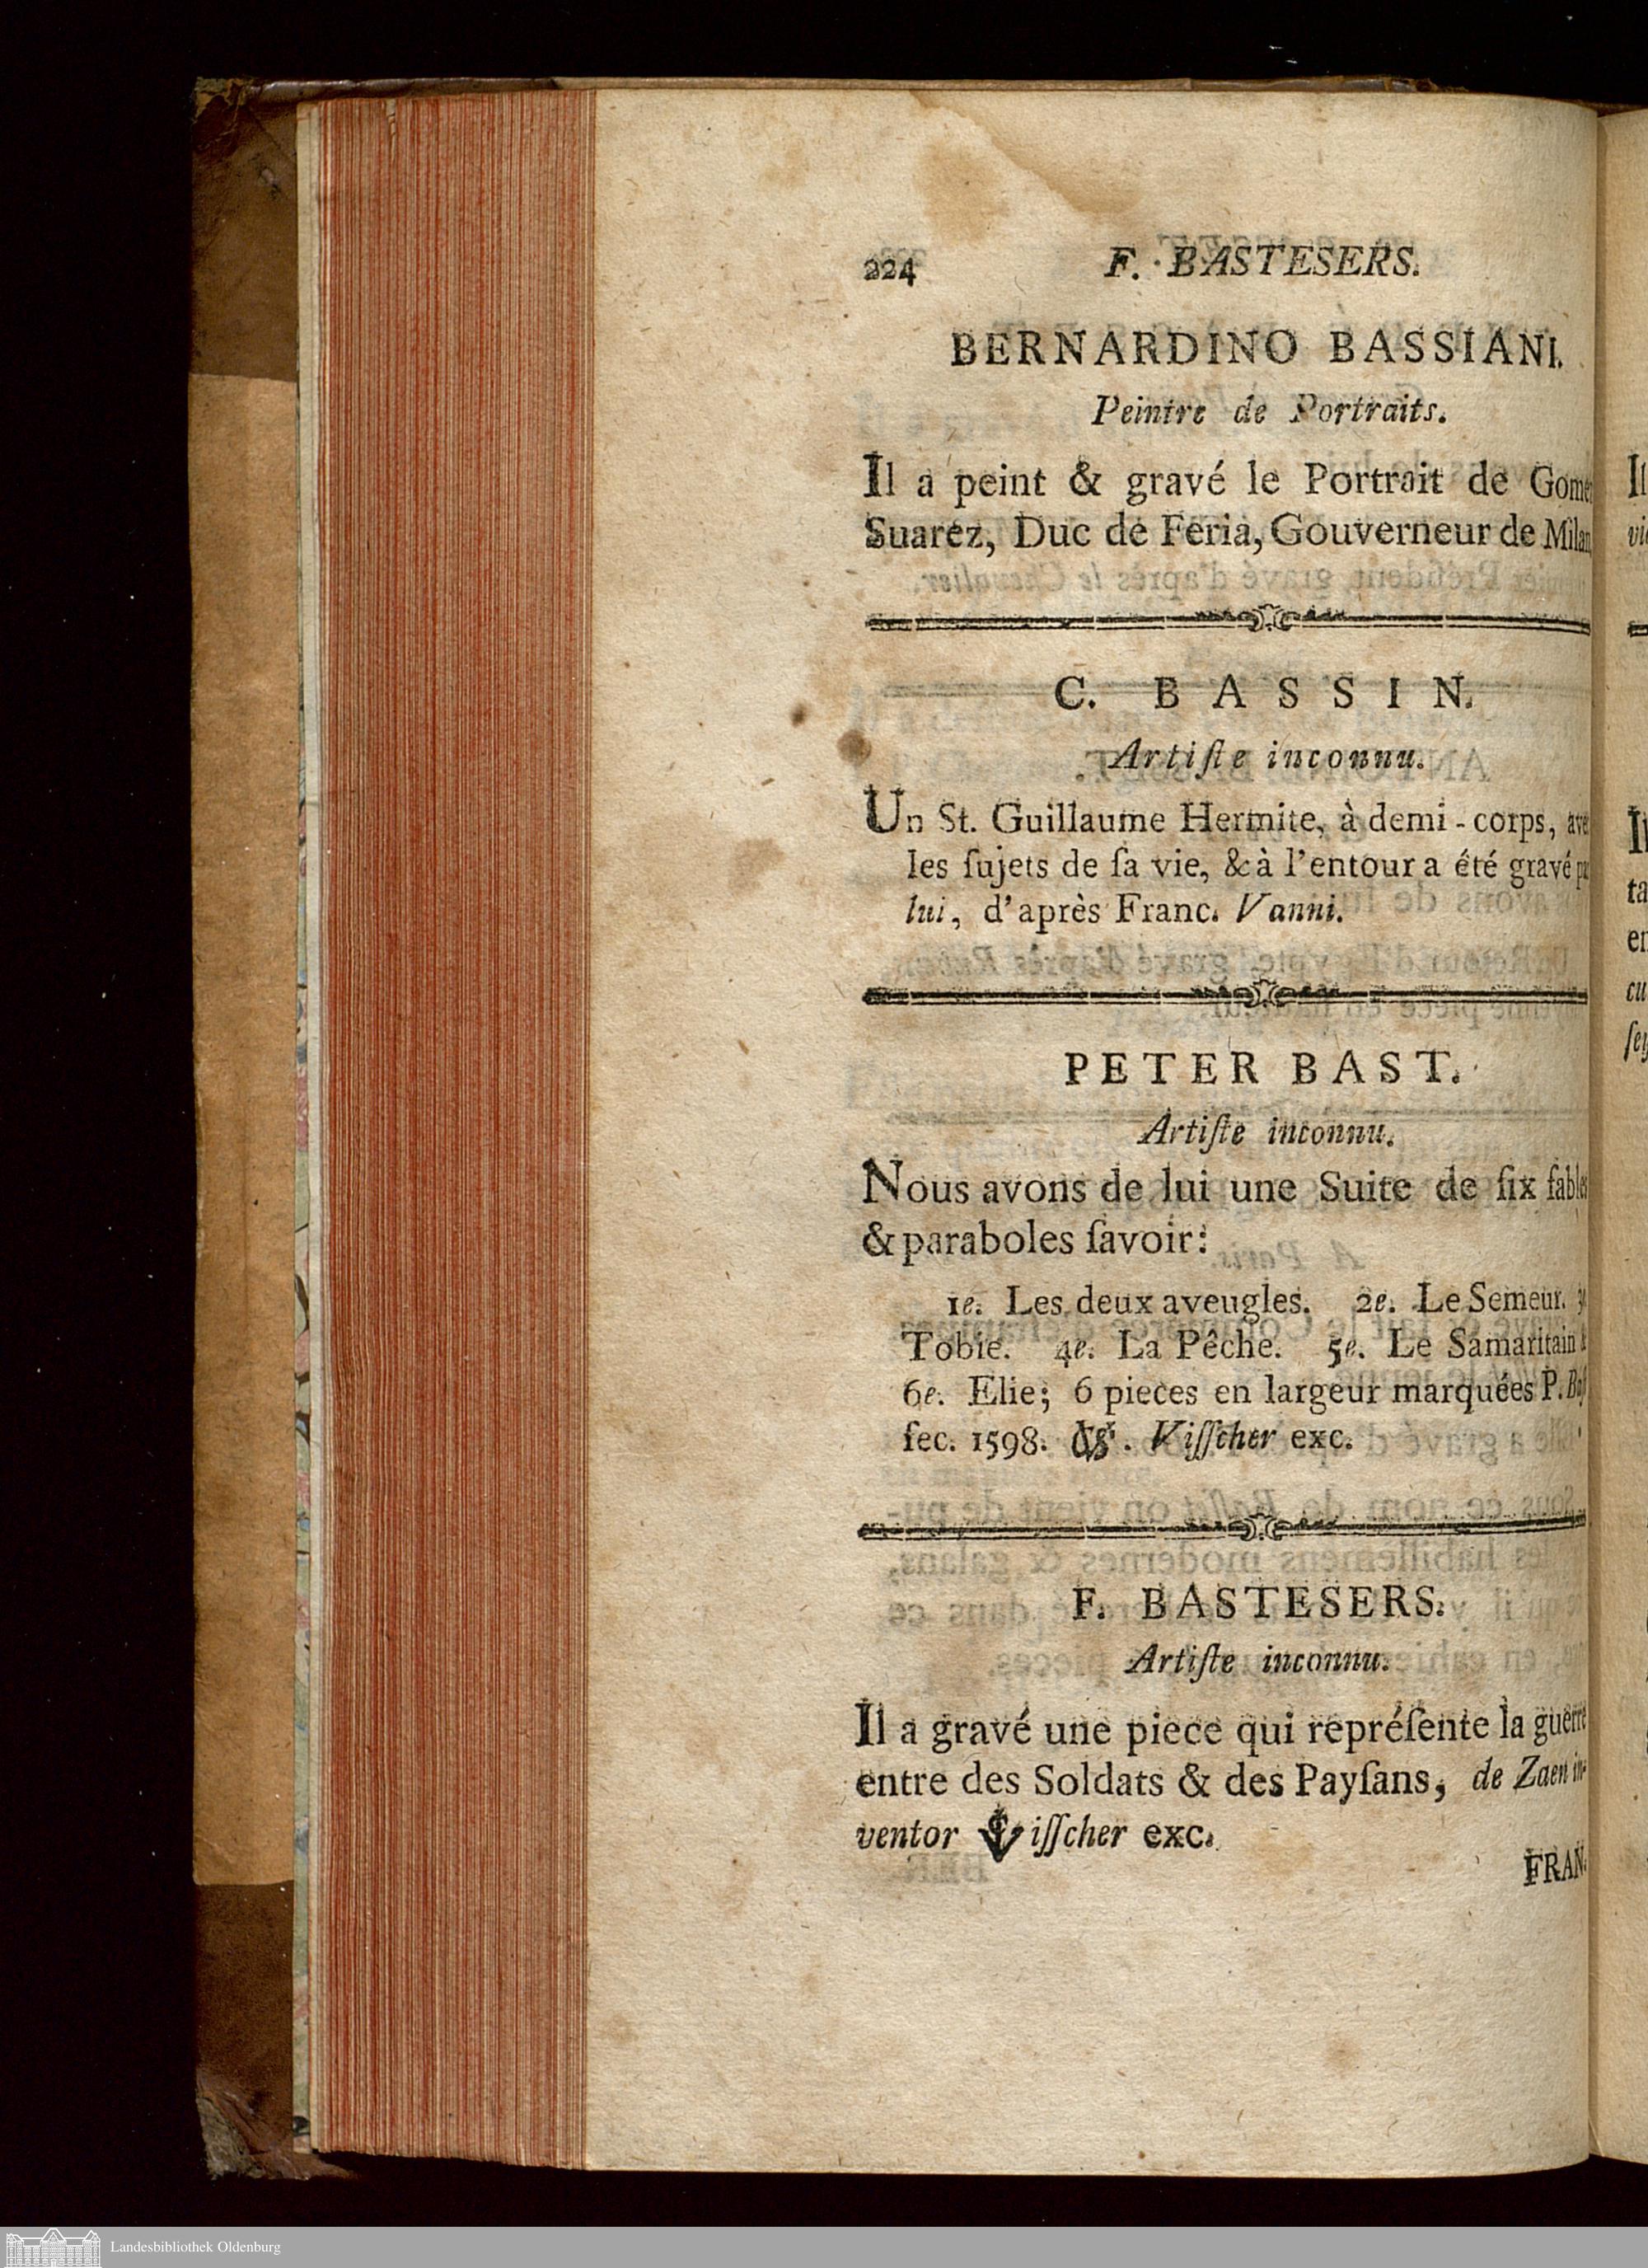 224 F. BASTESERS.
BERNARDINO BASSIANI.
Peintre de Portraits.
Il a peint & gravé le Portrait de
Suarez, Duc de Feria, Gouverneur de
C. BASSIN.
Artiſte inconnu.
Un St. Guillaume Hermite, à demi-corps,
les ſujets de ſa vie, & à l'entour a été gravé
lui, d'après Franc. Vanni.
PETER BAST.
Artiſte inconnu.
Nous avons de lui une Suite de ſix
& paraboles ſavoir:
1e. Les deux aveugles. 2e. Le Semeur.
Tobie. 4e. La Pêche. 5e. Le Samaritain
6e. Elie; 6 pieces en largeur marquées P.
fec. 1598. Viſſcher exc.
F. BASTESERS.
Artiſte inconnu.
Il a gravé une piece qui repréſente la guerre
entre des Soldats & des Payſans, de Zaen in-
ventor Viſſcher exc.
FRAN-
Landesbibliothek Oldenburg